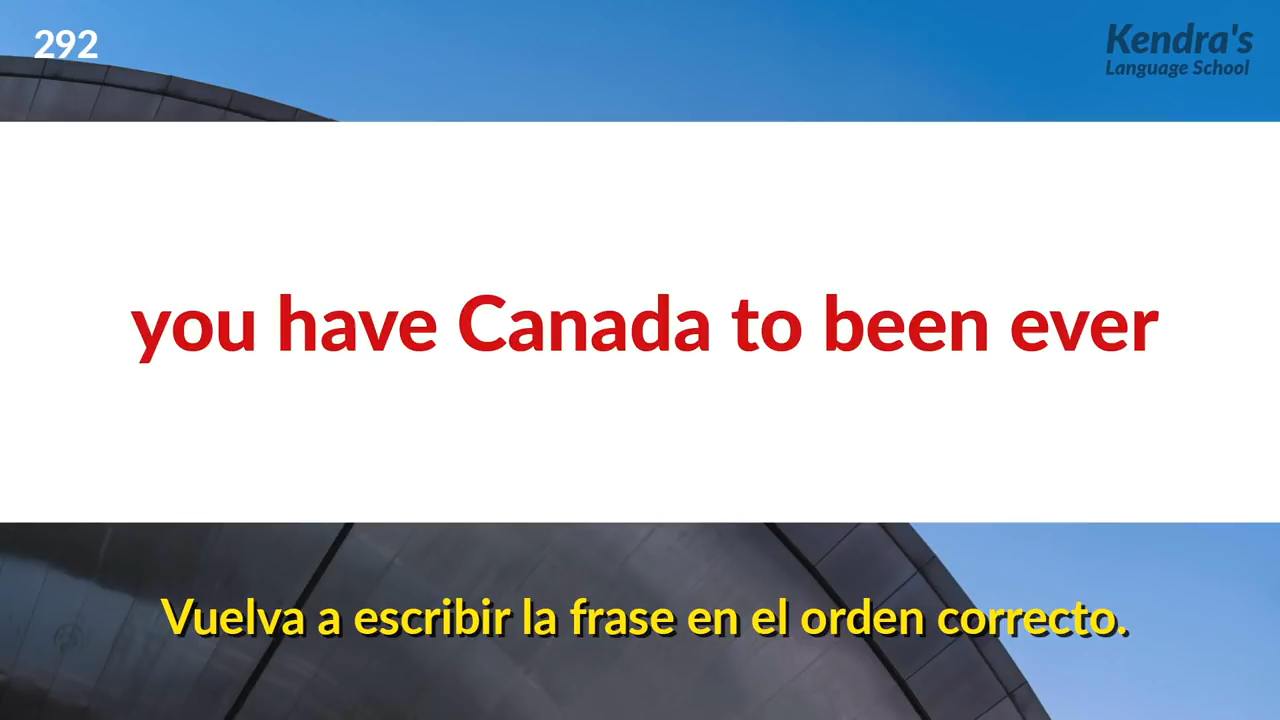 292
Kendra's
Language School
you have Canada to been ever
Vuelva a escribir la frase en el orden correcto.